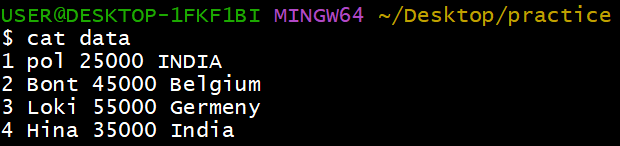 USER@DESKTOP-1FKF1BI MINGW64 ~/Desktop/practice
$ cat data
1 pol 25000 INDIA
2 Bont 45000 Belgium
3 Loki 55000 Germeny
4 Hina 35000 India